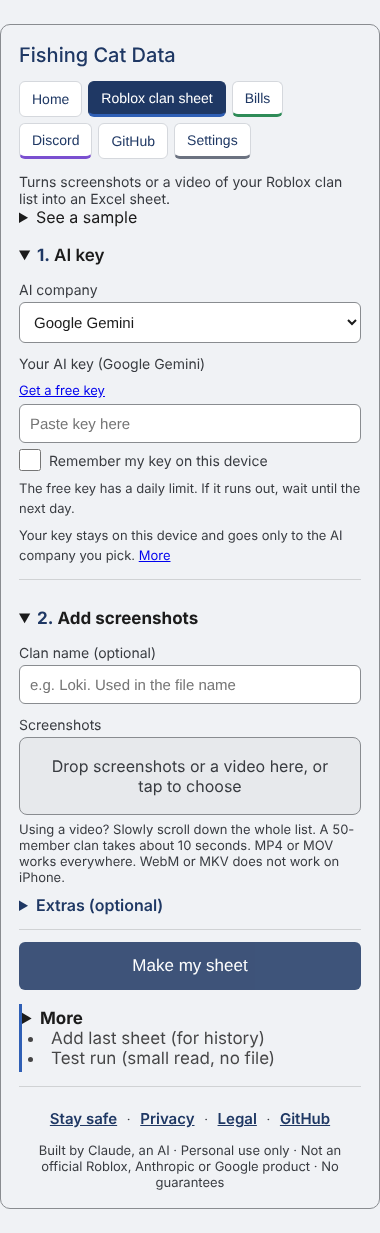 Fishing Cat Data
Home
Roblox clan sheet
Bills
Discord
GitHub
Settings
Turns screenshots or a video of your Roblox clan
list into an Excel sheet.
See a sample
1. AI key
AI company
Google Gemini
Your AI key (Google Gemini)
Get a free key
Paste key here
Remember my key on this device
The free key has a daily limit. If it runs out, wait until the
next day.
Your key stays on this device and goes only to the AI
company you pick. More
2. Add screenshots
Clan name (optional)
e.g. Loki. Used in the file name
Screenshots
Drop screenshots or a video here, or
tap to choose
Using a video? Slowly scroll down the whole list. A 50-
member clan takes about 10 seconds. MP4 or MOV
works everywhere. WebM or MKV does not work on
iPhone.
Extras (optional)
Make my sheet
More
• Add last sheet (for history)
• Test run (small read, no file)
Stay safe · Privacy · Legal · GitHub
Built by Claude, an AI · Personal use only · Not an
official Roblox, Anthropic or Google product · No
guarantees